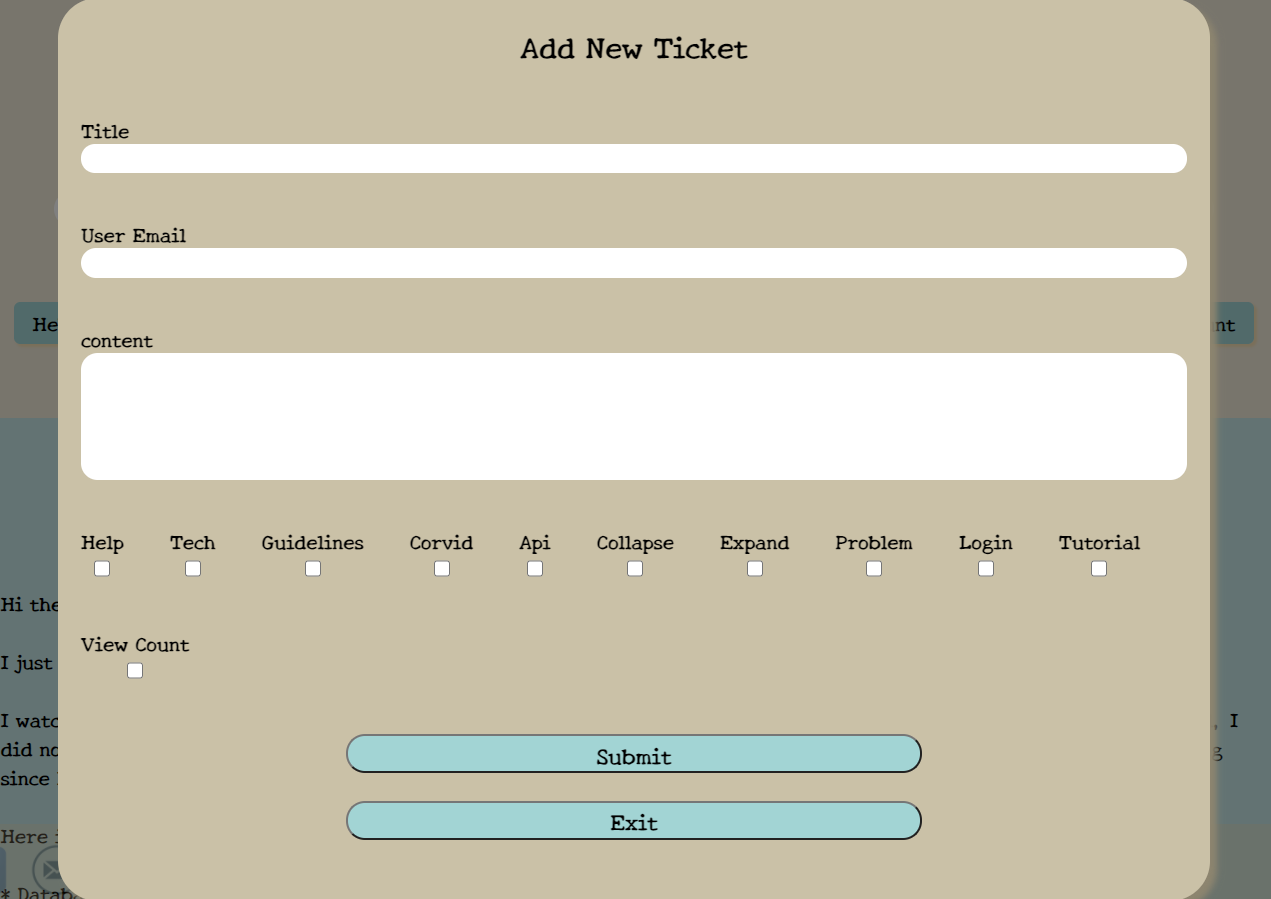 Add New Ticket
Title
User Email
He
nt
content
Help Tech Guidelines Corvid Api Collapse Expand Problem Login Tutorial
Hi the
View Count
I just
I watc , I
did no g
since
Submit
Exit
Here
* Databa